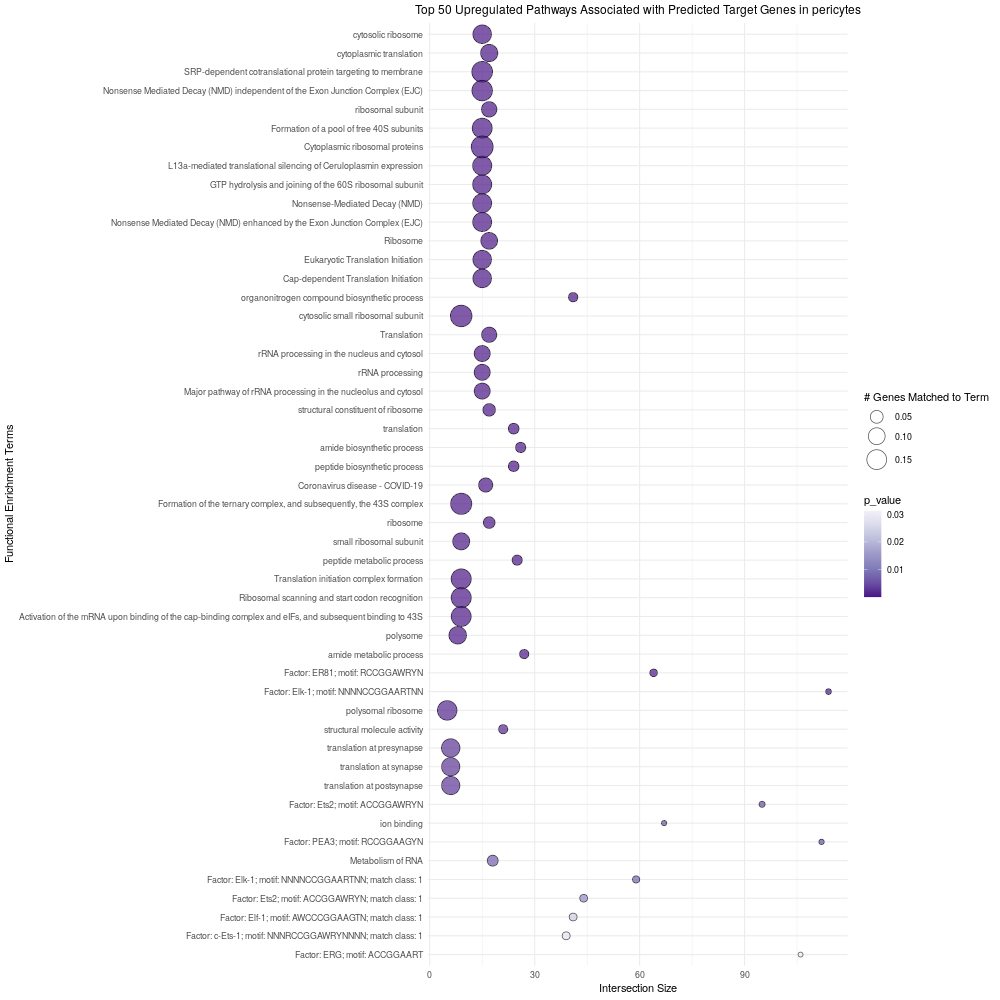 Top 50 Upregulated Pathways Associated with Predicted Target Genes in pericytes
cytosolic ribosome
cytoplasmic translation
SRP-dependent cotranslational protein targeting to membrane
Nonsense Mediated Decay (NMD) independent of the Exon Junction Complex (EJC)
ribosomal subunit
Formation of a pool of free 40S subunits
Cytoplasmic ribosomal proteins
L13a-mediated translational silencing of Ceruloplasmin expression
GTP hydrolysis and joining of the 60S ribosomal subunit
Nonsense-Mediated Decay (NMD)
Nonsense Mediated Decay (NMD) enhanced by the Exon Junction Complex (EJC)
Ribosome
Eukaryotic Translation Initiation
Cap-dependent Translation Initiation
organonitrogen compound biosynthetic process
cytosolic small ribosomal subunit
Translation
rRNA processing in the nucleus and cytosol
rRNA processing
Major pathway of rRNA processing in the nucleolus and cytosol
structural constituent of ribosome
translation
amide biosynthetic process
peptide biosynthetic process
Coronavirus disease - COVID-19
Formation of the ternary complex, and subsequently, the 43S complex
ribosome
small ribosomal subunit
peptide metabolic process
Translation initiation complex formation
Ribosomal scanning and start codon recognition
Activation of the mRNA upon binding of the cap-binding complex and eIFs, and subsequent binding to 43S
polysome
amide metabolic process
Factor: ER81; motif: RCCGGAWRYN
Factor: Elk-1; motif: NNNNCCGGAARTNN
polysomal ribosome
structural molecule activity
translation at presynapse
translation at synapse
translation at postsynapse
Factor: Ets2; motif: ACCGGAWRYN
ion binding
Factor: PEA3; motif: RCCGGAAGYN
Metabolism of RNA
Factor: Elk-1; motif: NNNNCCGGAARTNN; match class: 1
Factor: Ets2; motif: ACCGGAWRYN; match class: 1
Factor: Elf-1; motif: AWCCCGGAAGTN; match class: 1
Factor: c-Ets-1; motif: NNNRCCGGAWRYNNNN; match class: 1
Factor: ERG; motif: ACCGGAART
0 30 60 90
Intersection Size
Functional Enrichment Terms
# Genes Matched to Term
0.05
0.10
0.15
p_value
0.03
0.02
0.01